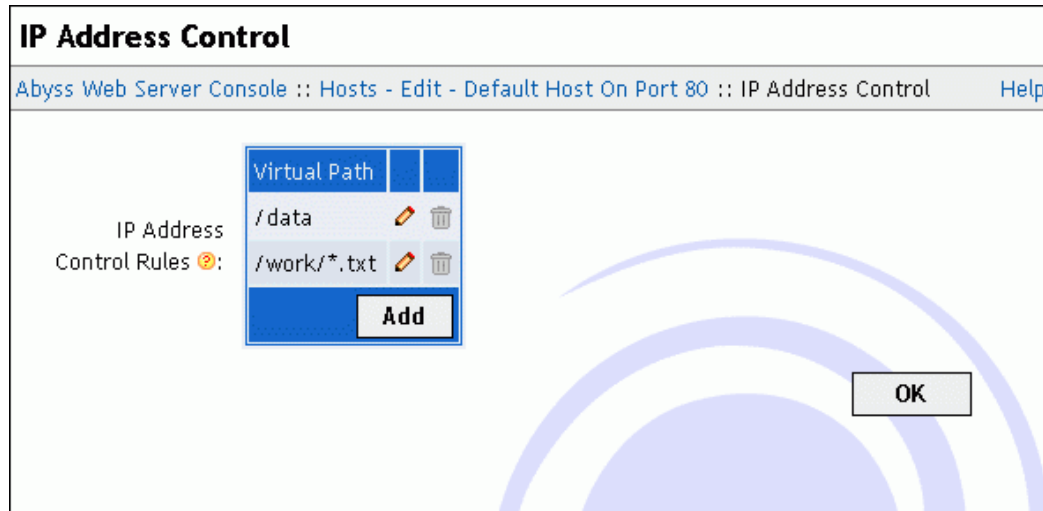 IP Address Control
Abyss Web Server Console :: Hosts - Edit - Default Host On Port 80 :: IP Address Control Help
Virtual Path
IP Address
Control Rules ?:
/data
/work/*.txt
Add
OK